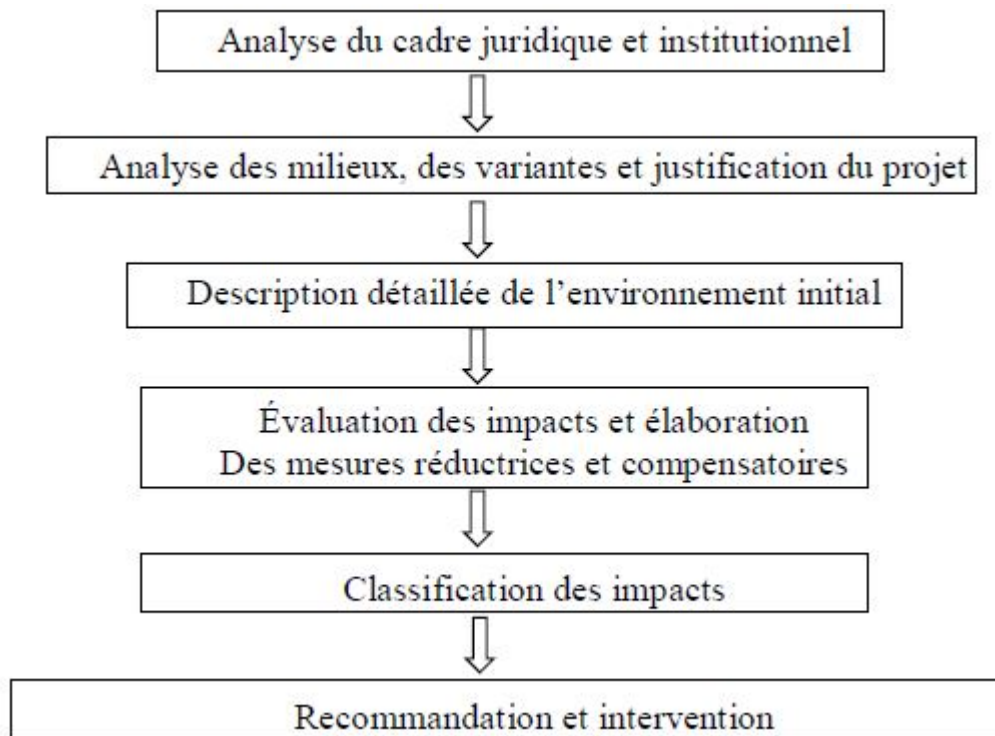 Analyse du cadre juridique et institutionnel
Analyse des milieux, des variantes et justification du projet
Description détaillée de l’environnement initial
Évaluation des impacts et élaboration
Des mesures réductrices et compensatoires
Classification des impacts
Recommandation et intervention